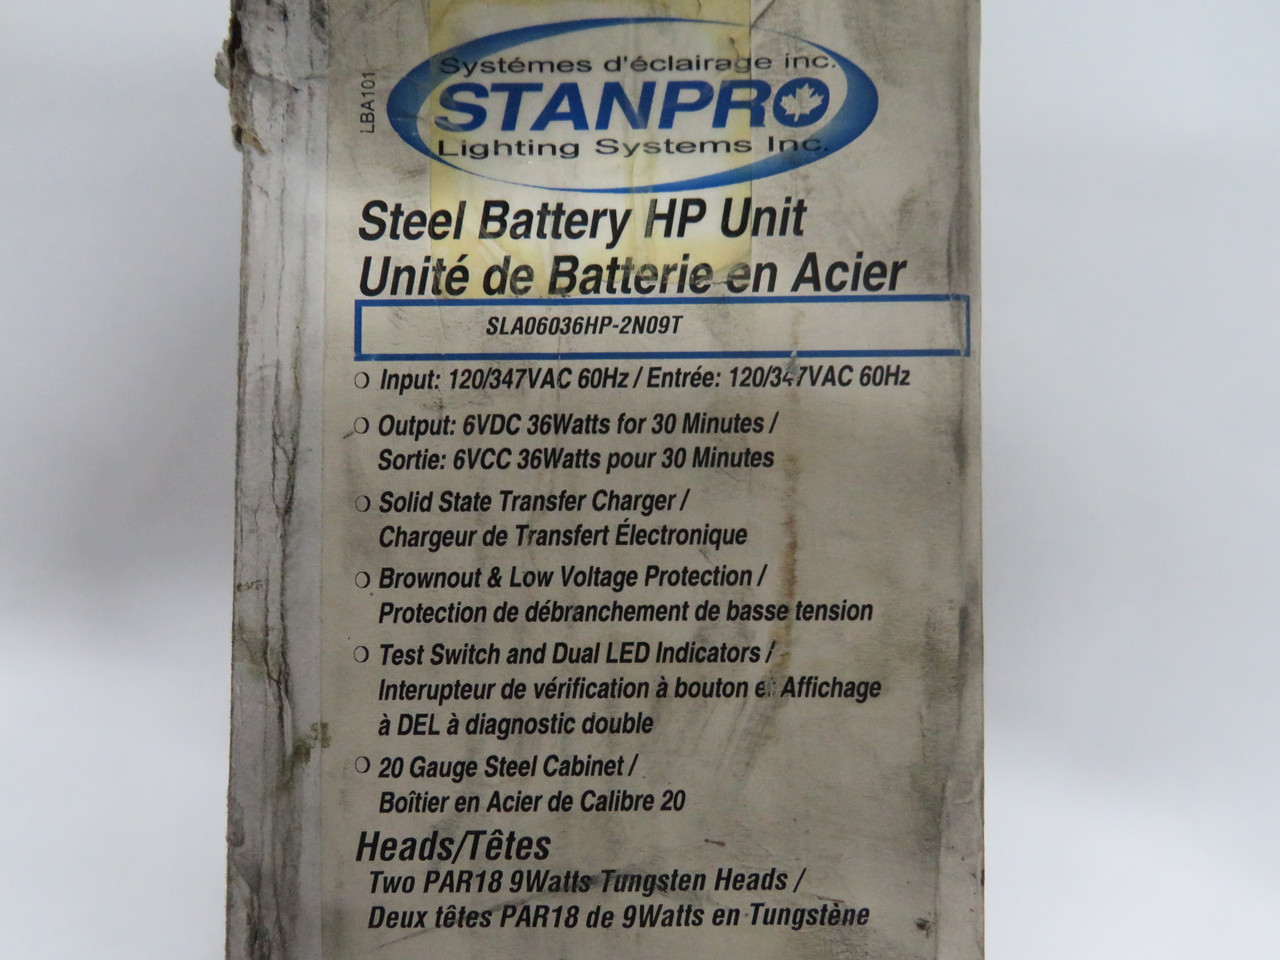 LBA101
Systémes d'éclairage inc.
STANPRO
Lighting Systems Inc.
Steel Battery HP Unit
Unité de Batterie en Acier
SLA06036HP-2N09T
Input: 120/347VAC 60Hz / Entrée: 120/347VAC 60Hz
Output: 6VDC 36Watts for 30 Minutes /
Sortie: 6VCC 36Watts pour 30 Minutes
Solid State Transfer Charger /
Chargeur de Transfert Électronique
Brownout & Low Voltage Protection /
Protection de débranchement de basse tension
Test Switch and Dual LED Indicators /
Interupteur de vérification à bouton et Affichage
à DEL à diagnostic double
20 Gauge Steel Cabinet /
Boîtier en Acier de Calibre 20
Heads/Têtes
Two PAR18 9Watts Tungsten Heads /
Deux têtes PAR18 de 9Watts en Tungstène